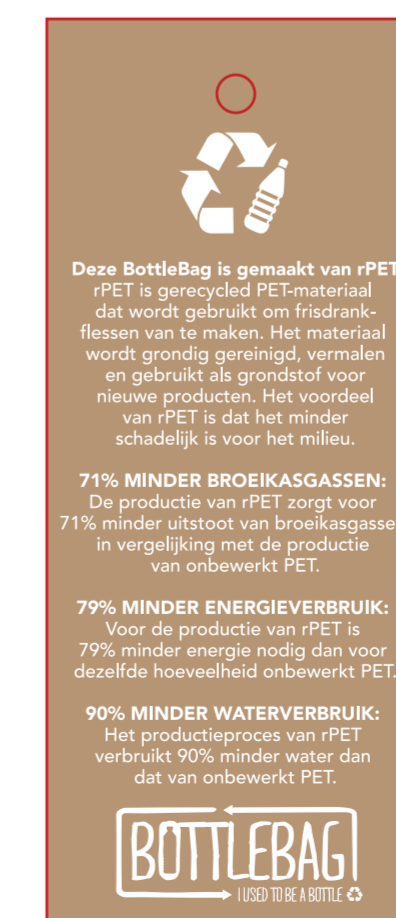 Deze BottleBag is gemaakt van rPET
rPET is gerecycled PET-materiaal
dat wordt gebruikt om frisdrank-
flessen van te maken. Het materiaal
wordt grondig gereinigd, vermalen
en gebruikt als grondstof voor
nieuwe producten. Het voordeel
van rPET is dat het minder
schadelijk is voor het milieu.
71% MINDER BROEIKASGASSEN:
De productie van rPET zorgt voor
71% minder uitstoot van broeikasgasse
in vergelijking met de productie
van onbewerkt PET.
79% MINDER ENERGIEVERBRUIK:
Voor de productie van rPET is
79% minder energie nodig dan voor
dezelfde hoeveelheid onbewerkt PET.
90% MINDER WATERVERBRUIK:
Het productieproces van rPET
verbruikt 90% minder water dan
dat van onbewerkt PET.
BOTTLEBAG
I USED TO BE A BOTTLE